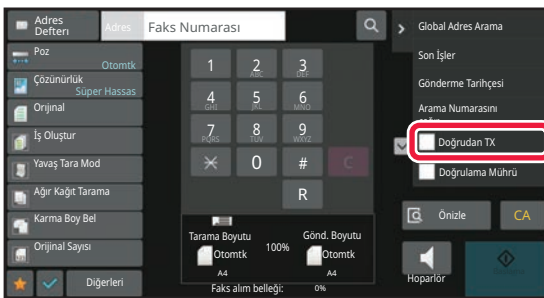 Adres
Defteri
Adres
Faks Numarası
Poz
Otomtk
Çözünürlük
Süper Hassas
Orijinal
İş Oluştur
Yavaş Tara Mod
Ağır Kağıt Tarama
Karma Boy Bel
Orijinal Sayısı
Diğerleri
1
2
ABC
3
DEF
4
GHI
5
JKL
6
MNO
7
PQRS
8
TUV
9
WXYZ
0
#
C
R
Tarama Boyutu
100%
Gönd. Boyutu
Otomtk
Otomtk
A4
A4
Faks alım belleği:
0%
Global Adres Arama
Son İşler
Gönderme Tarihçesi
Arama Numarasını
Doğrudan TX
Doğrulama Mührü
Önizle
CA
Hoparlör